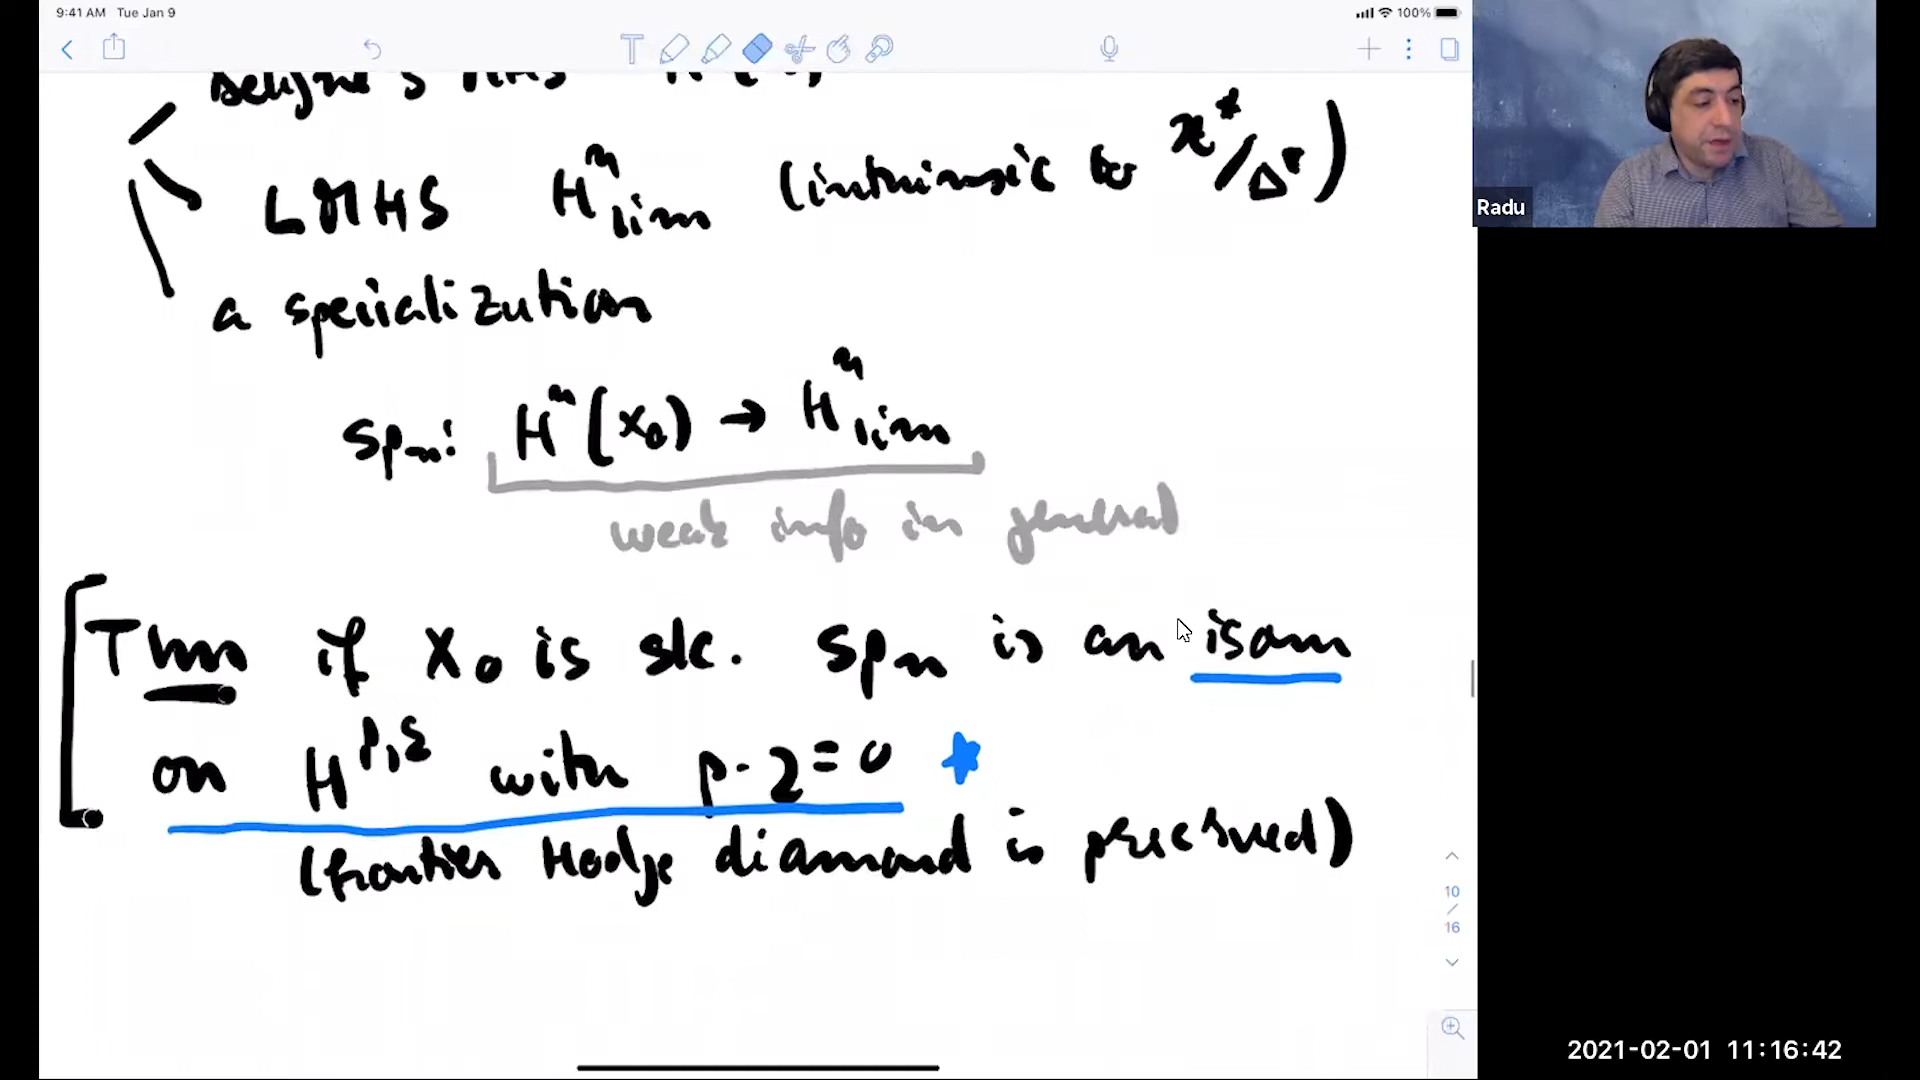 9:41 AM Tue Jan 9
100%
Deligne's MHS
LMHS H^n_lim (intrinsic to X*/Δ*)
a specialization
sp_n: H^n(X_0) → H^n_lim
weak info in general
Thm if X_0 is slc. sp_n is an isom
on H^{p,q} with p·q=0 ★
(frontier Hodge diamond is preserved)
10
/
16
Radu
2021-02-01 11:16:42